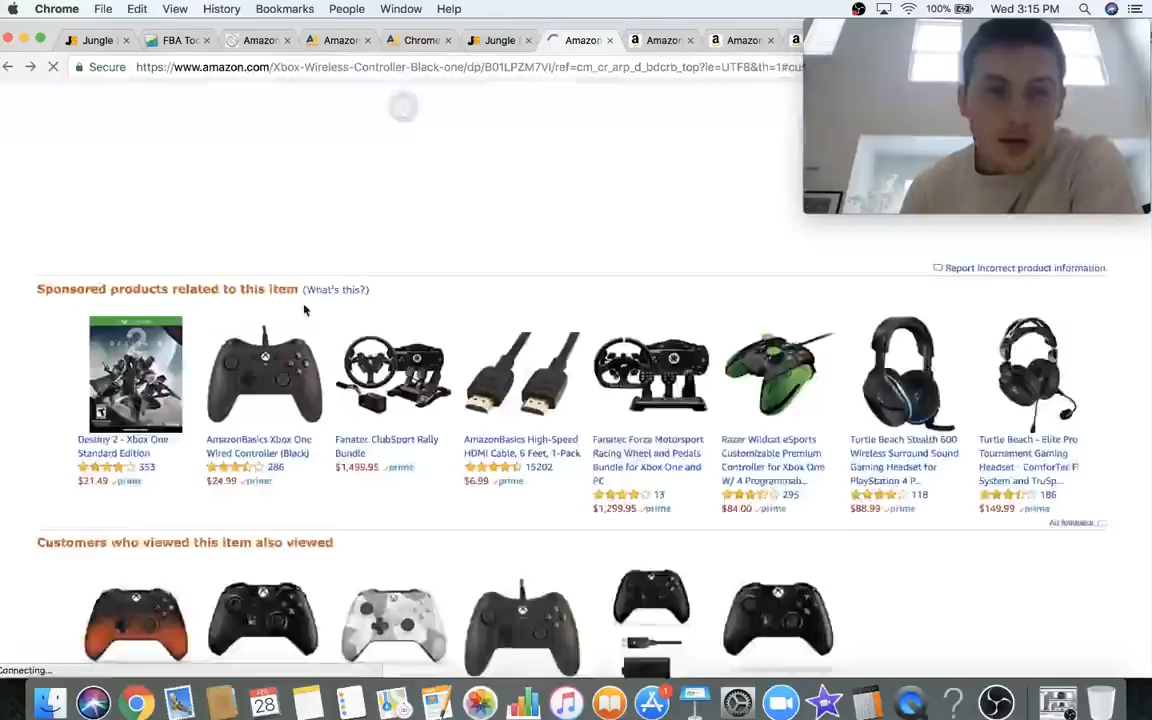 Chrome File Edit View History Bookmarks People Window Help 100% Wed 3:15 PM
Jungle Amazon Amazon Chrome Jungle Amazon Amazon Amazon
Secure https://www.amazon.com/Xbox-Wireless-Controller-Black-one/dp/B01LPZM7VI/ref=cm_cr_arp_d_bdcrb_top?ie=UTF8&th=1#cus
Report incorrect product information.
Sponsored products related to this item (What's this?)
Destiny 2 - Xbox One
Standard Edition
353
$21.49 prime
AmazonBasics Xbox One
Wired Controller (Black)
286
$24.99 prime
Fanatec ClubSport Rally
Bundle
$1,498.95 prime
AmazonBasics High-Speed
HDMI Cable, 6 Feet, 1-Pack
15202
$6.99 prime
Fanatec Forza Motorsport
Racing Wheel and Pedals
Bundle for Xbox One and
PC
13
$1,299.95 prime
Razer Wildcat eSports
Customizable Premium
Controller for Xbox One
W/ 4 Programmab...
295
$84.00 prime
Turtle Beach Stealth 600
Wireless Surround Sound
Gaming Headset for
PlayStation 4 P...
118
$88.99 prime
Turtle Beach - Elite Pro
Tournament Gaming
Headset - ComforTec F
System and TruSp...
186
$149.99 prime
Ad feedback
Customers who viewed this item also viewed
Connecting...
FEB
28
1